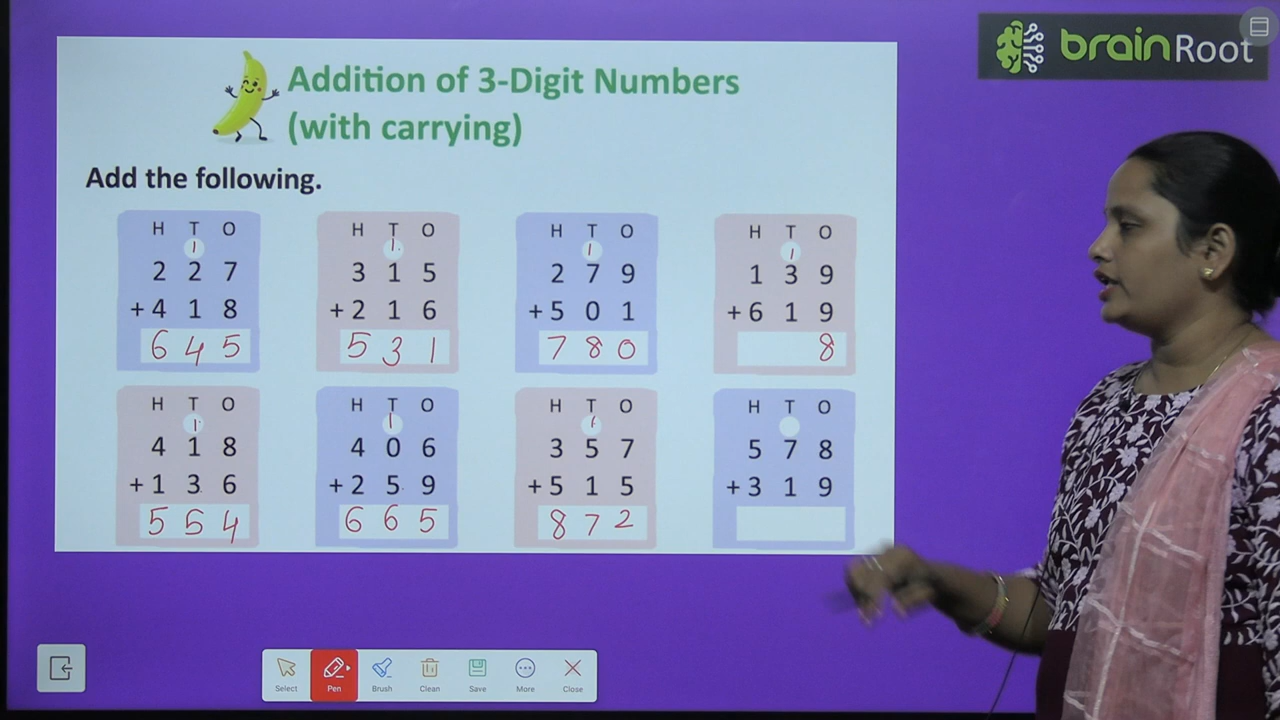 brainRoot
Addition of 3-Digit Numbers
(with carrying)
Add the following.
H T O
1
2 2 7
+4 1 8
6 4 5
H T O
1
3 1 5
+2 1 6
5 3 1
H T O
1
2 7 9
+5 0 1
7 8 0
H T O
1
1 3 9
+6 1 9
8
H T O
1
4 1 8
+1 3 6
5 5 4
H T O
1
4 0 6
+2 5 9
6 6 5
H T O
1
3 5 7
+5 1 5
8 7 2
H T O
5 7 8
+3 1 9
Select Pen Brush Clean Save More Close